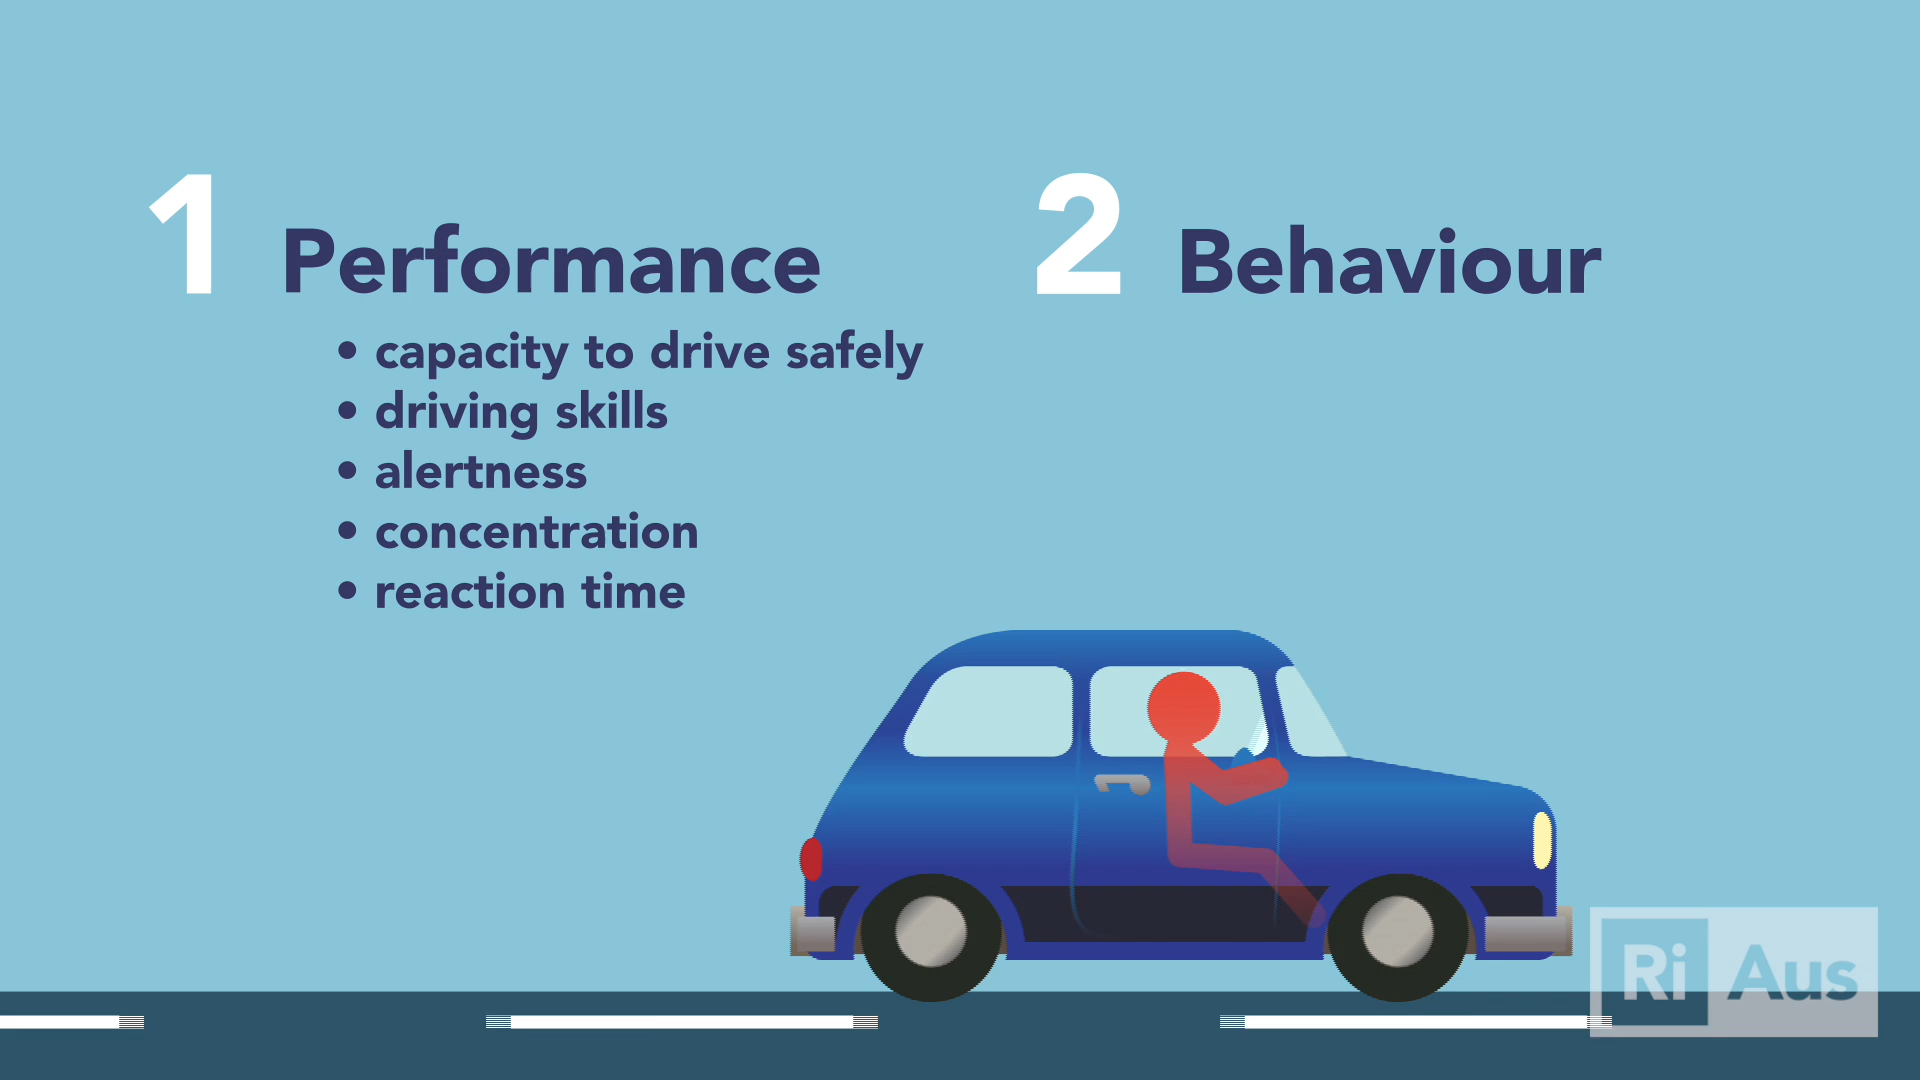 1 Performance
• capacity to drive safely
• driving skills
• alertness
• concentration
• reaction time
2 Behaviour
Ri Aus